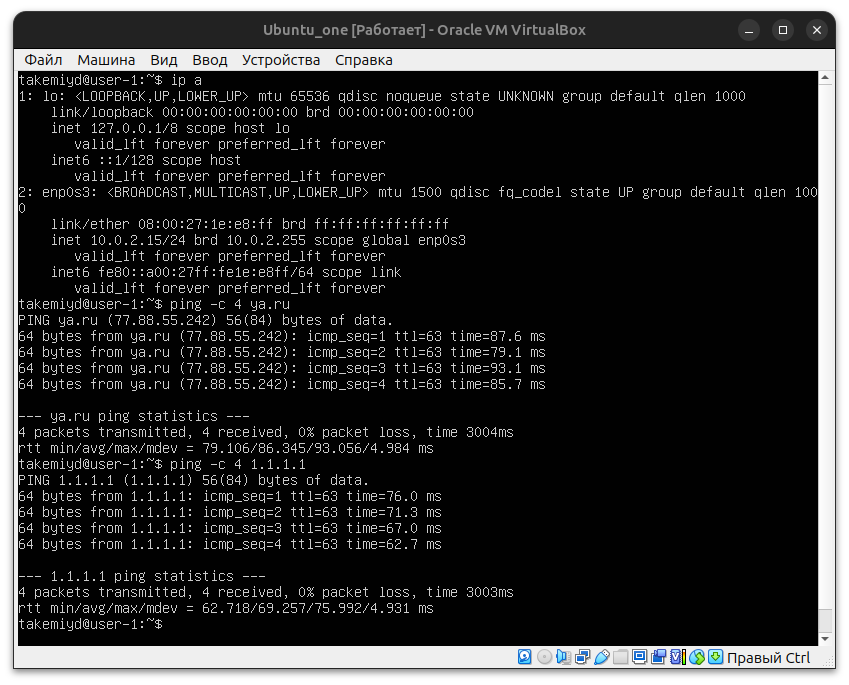 Ubuntu_one [Работает] - Oracle VM VirtualBox
Файл Машина Вид Ввод Устройства Справка
takemiyd@user-1:~$ ip a
1: lo: <LOOPBACK,UP,LOWER_UP> mtu 65536 qdisc noqueue state UNKNOWN group default qlen 1000
    link/loopback 00:00:00:00:00:00 brd 00:00:00:00:00:00
    inet 127.0.0.1/8 scope host lo
       valid_lft forever preferred_lft forever
    inet6 ::1/128 scope host
       valid_lft forever preferred_lft forever
2: enp0s3: <BROADCAST,MULTICAST,UP,LOWER_UP> mtu 1500 qdisc fq_codel state UP group default qlen 100
0
    link/ether 08:00:27:1e:e8:ff brd ff:ff:ff:ff:ff:ff
    inet 10.0.2.15/24 brd 10.0.2.255 scope global enp0s3
       valid_lft forever preferred_lft forever
    inet6 fe80::a00:27ff:fe1e:e8ff/64 scope link
       valid_lft forever preferred_lft forever
takemiyd@user-1:~$ ping -c 4 ya.ru
PING ya.ru (77.88.55.242) 56(84) bytes of data.
64 bytes from ya.ru (77.88.55.242): icmp_seq=1 ttl=63 time=87.6 ms
64 bytes from ya.ru (77.88.55.242): icmp_seq=2 ttl=63 time=79.1 ms
64 bytes from ya.ru (77.88.55.242): icmp_seq=3 ttl=63 time=93.1 ms
64 bytes from ya.ru (77.88.55.242): icmp_seq=4 ttl=63 time=85.7 ms

--- ya.ru ping statistics ---
4 packets transmitted, 4 received, 0% packet loss, time 3004ms
rtt min/avg/max/mdev = 79.106/86.345/93.056/4.984 ms
takemiyd@user-1:~$ ping -c 4 1.1.1.1
PING 1.1.1.1 (1.1.1.1) 56(84) bytes of data.
64 bytes from 1.1.1.1: icmp_seq=1 ttl=63 time=76.0 ms
64 bytes from 1.1.1.1: icmp_seq=2 ttl=63 time=71.3 ms
64 bytes from 1.1.1.1: icmp_seq=3 ttl=63 time=67.0 ms
64 bytes from 1.1.1.1: icmp_seq=4 ttl=63 time=62.7 ms

--- 1.1.1.1 ping statistics ---
4 packets transmitted, 4 received, 0% packet loss, time 3003ms
rtt min/avg/max/mdev = 62.718/69.257/75.992/4.931 ms
takemiyd@user-1:~$
Правый Ctrl